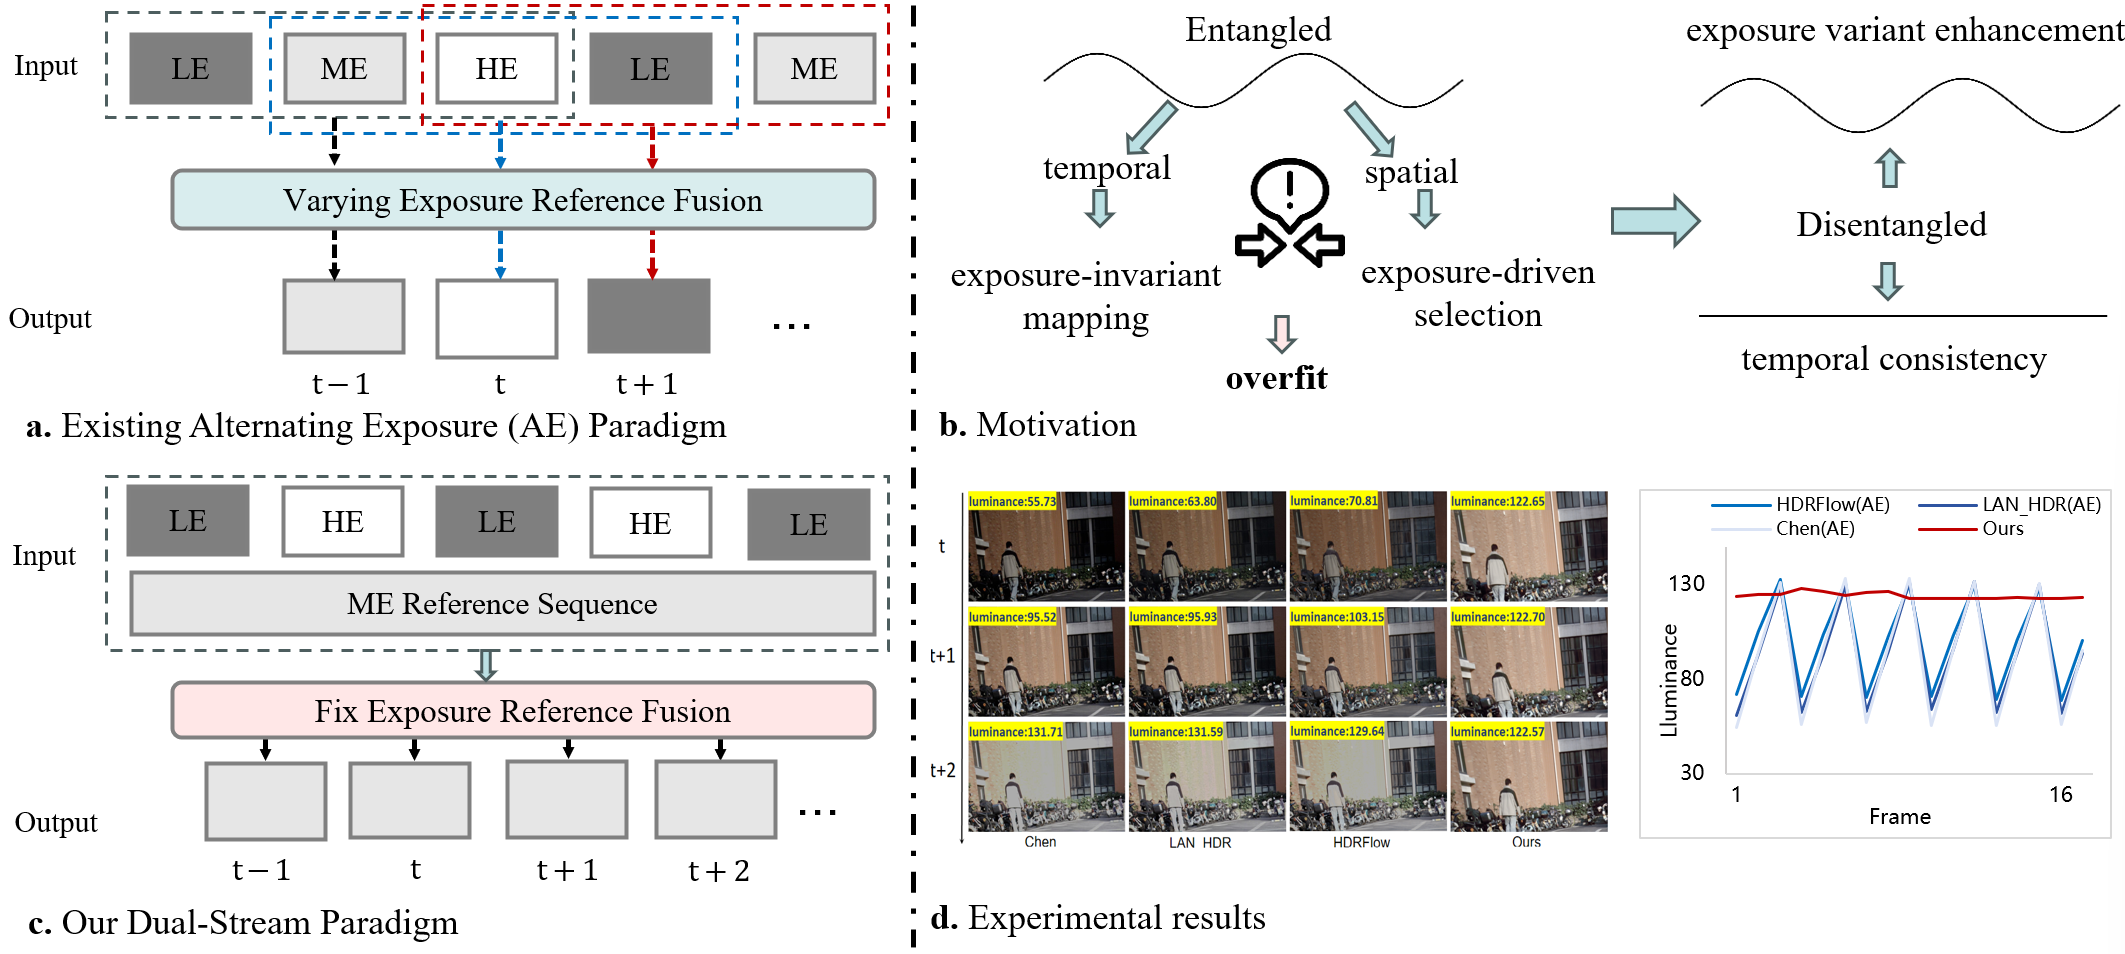 Input
LE
ME
HE
LE
ME
Varying Exposure Reference Fusion
Output
...
t−1
t
t+1
a. Existing Alternating Exposure (AE) Paradigm
Entangled
temporal
spatial
!
exposure-invariant
mapping
exposure-driven
selection
overfit
exposure variant enhancement
Disentangled
temporal consistency
b. Motivation
Input
LE
HE
LE
HE
LE
ME Reference Sequence
Fix Exposure Reference Fusion
Output
...
t−1
t
t+1
t+2
c. Our Dual-Stream Paradigm
t
luminance:55.73
luminance:63.80
luminance:70.81
luminance:122.65
t+1
luminance:95.52
luminance:95.93
luminance:103.15
luminance:122.70
t+2
luminance:131.71
luminance:131.59
luminance:129.64
luminance:122.57
Chen
LAN HDR
HDRFlow
Ours
HDRFlow(AE)
LAN_HDR(AE)
Chen(AE)
Ours
Lluminance
130
80
30
1
16
Frame
d. Experimental results